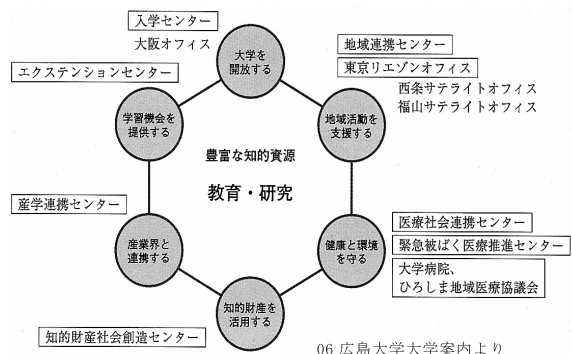 入学センター
大阪オフィス
大学を
開放する
地域連携センター
東京リエゾンオフィス
西条サテライトオフィス
福山サテライトオフィス
エクステンションセンター
学習機会を
提供する
地域活動を
支援する
豊富な知的資源
教育・研究
産学連携センター
産業界と
連携する
健康と環境
を守る
医療社会連携センター
緊急被ばく医療推進センター
大学病院、
ひろしま地域医療協議会
知的財産を
活用する
知的財産社会創造センター
06 広島大学大学案内より